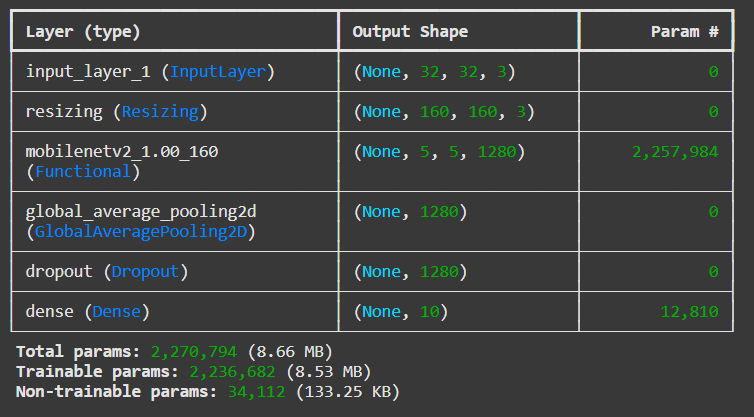 Layer (type) Output Shape Param #
input_layer_1 (InputLayer) (None, 32, 32, 3) 0
resizing (Resizing) (None, 160, 160, 3) 0
mobilenetv2_1.00_160 (None, 5, 5, 1280) 2,257,984
(Functional)
global_average_pooling2d (None, 1280) 0
(GlobalAveragePooling2D)
dropout (Dropout) (None, 1280) 0
dense (Dense) (None, 10) 12,810
Total params: 2,270,794 (8.66 MB)
Trainable params: 2,236,682 (8.53 MB)
Non-trainable params: 34,112 (133.25 KB)